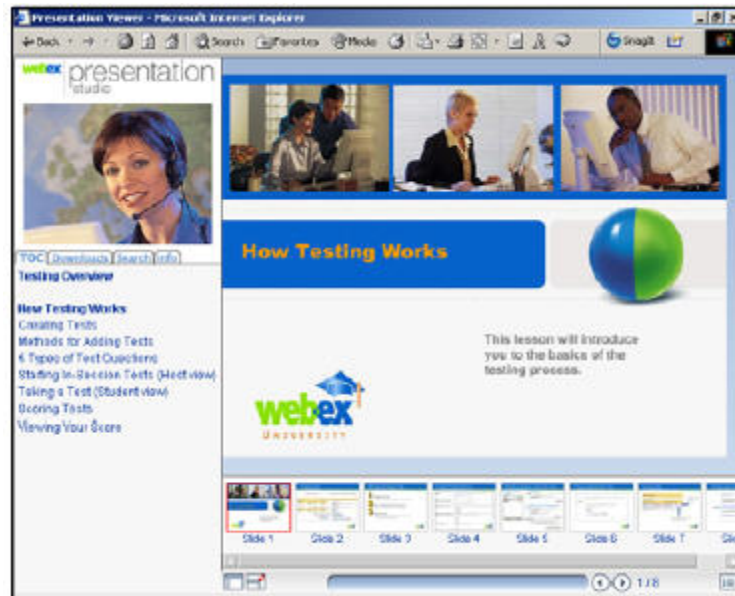 Presentation Viewer - Microsoft Internet Explorer
Back Search Favorites Media SnagIt
webex presentation studio
TOC Downloads Search Info
Testing Overview
How Testing Works
Creating Tests
Methods for Adding Tests
6 Types of Test Questions
Starting In-Session Tests (Host view)
Taking a Test (Student view)
Scoring Tests
Viewing Your Score
How Testing Works
This lesson will introduce
you to the basics of the
testing process.
webex
UNIVERSITY
Slide 1 Slide 2 Slide 3 Slide 4 Slide 5 Slide 6 Slide 7
1 / 8